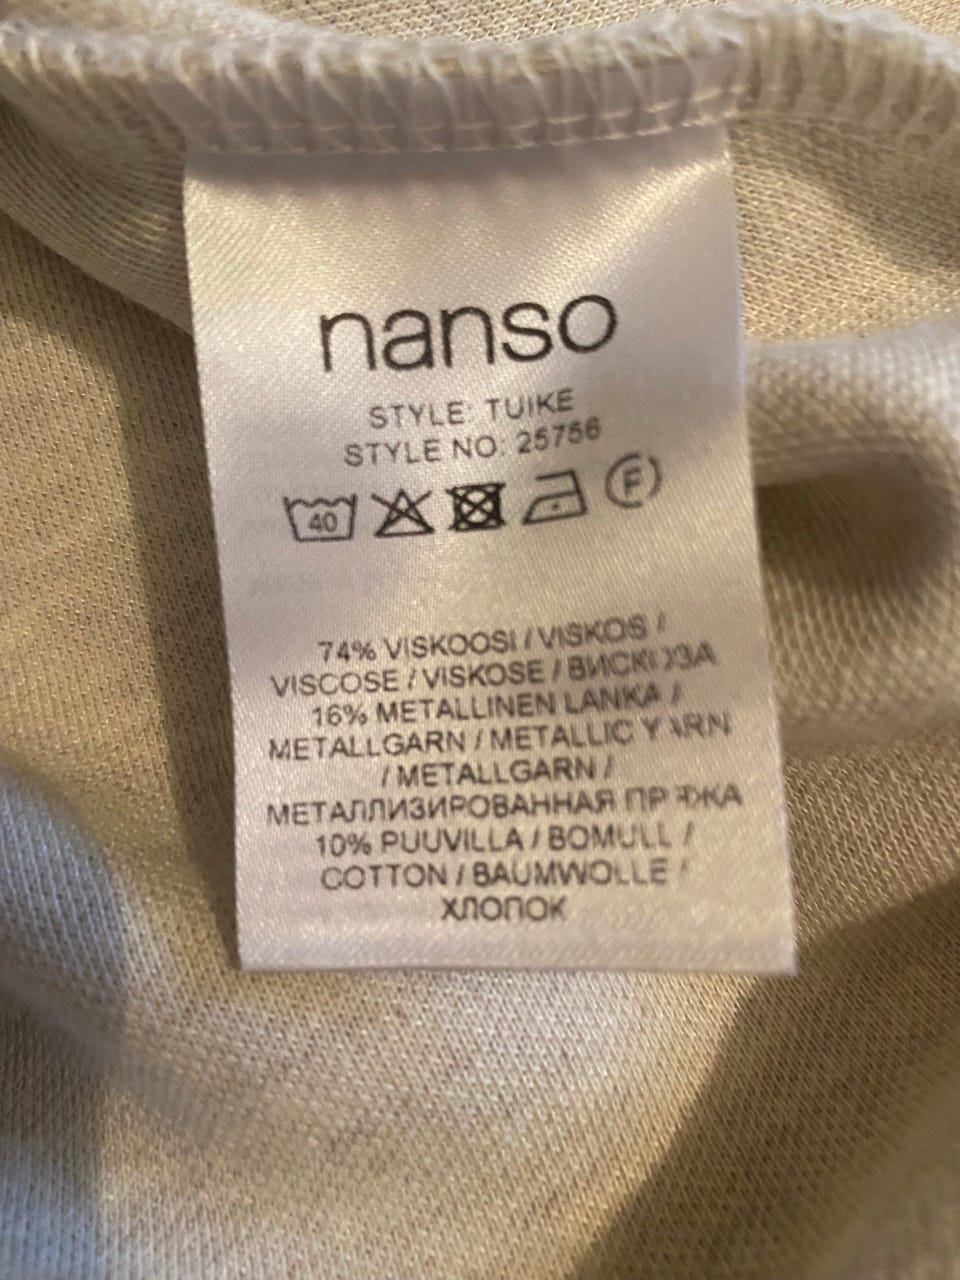 nanso
STYLE: TUIKE
STYLE NO: 25756
40 F
74% VISKOOSI / VISKOS /
VISCOSE / VISKOSE / ВИСКОЗА
16% METALLINEN LANKA /
METALLGARN / METALLIC YARN
/ METALLGARN /
МЕТАЛЛИЗИРОВАННАЯ ПРЯЖА
10% PUUVILLA / BOMULL /
COTTON / BAUMWOLLE /
ХЛОПОК